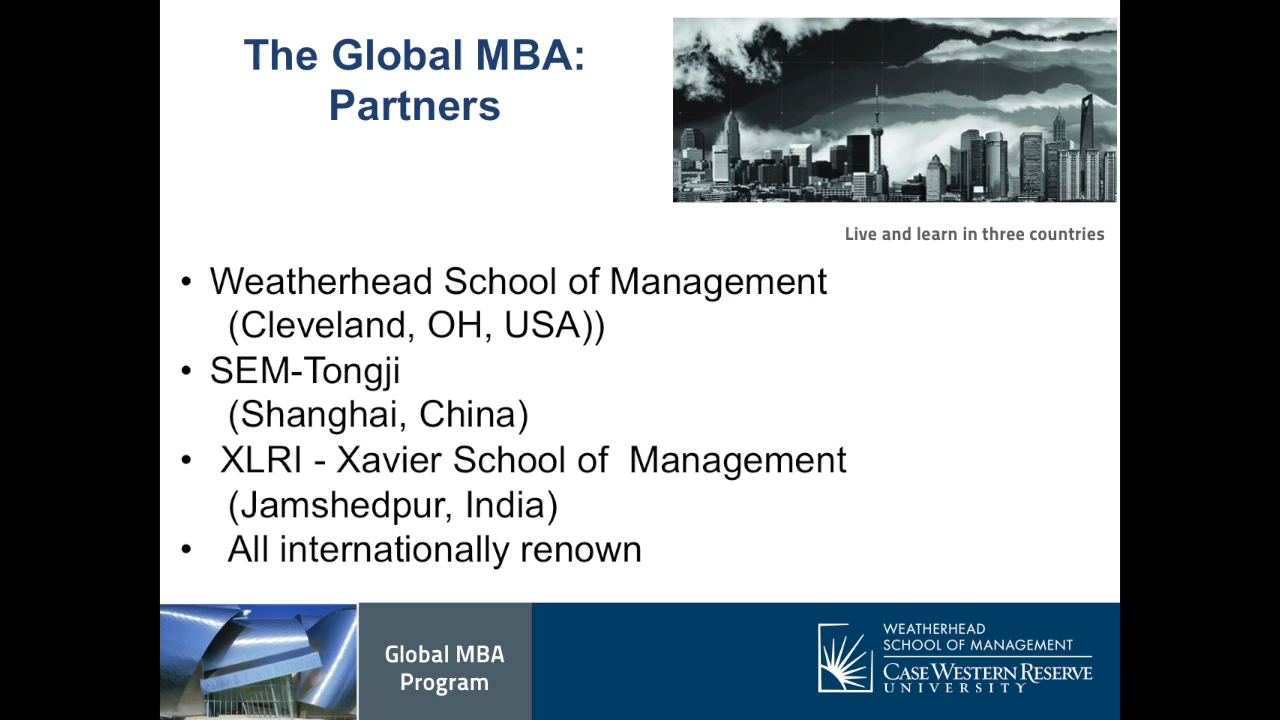 The Global MBA:
Partners
Live and learn in three countries
• Weatherhead School of Management
(Cleveland, OH, USA))
• SEM-Tongji
(Shanghai, China)
• XLRI - Xavier School of  Management
(Jamshedpur, India)
• All internationally renown
Global MBA
Program
WEATHERHEAD
SCHOOL OF MANAGEMENT
CASE WESTERN RESERVE
UNIVERSITY